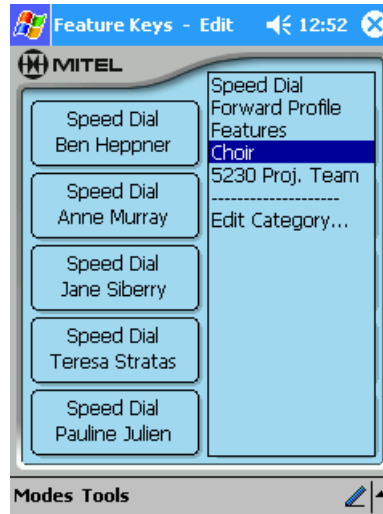 Feature Keys - Edit 12:52
MITEL
Speed Dial
Ben Heppner
Speed Dial
Anne Murray
Speed Dial
Jane Siberry
Speed Dial
Teresa Stratas
Speed Dial
Pauline Julien
Speed Dial
Forward Profile
Features
Choir
5230 Proj. Team
--------------------
Edit Category...
Modes Tools